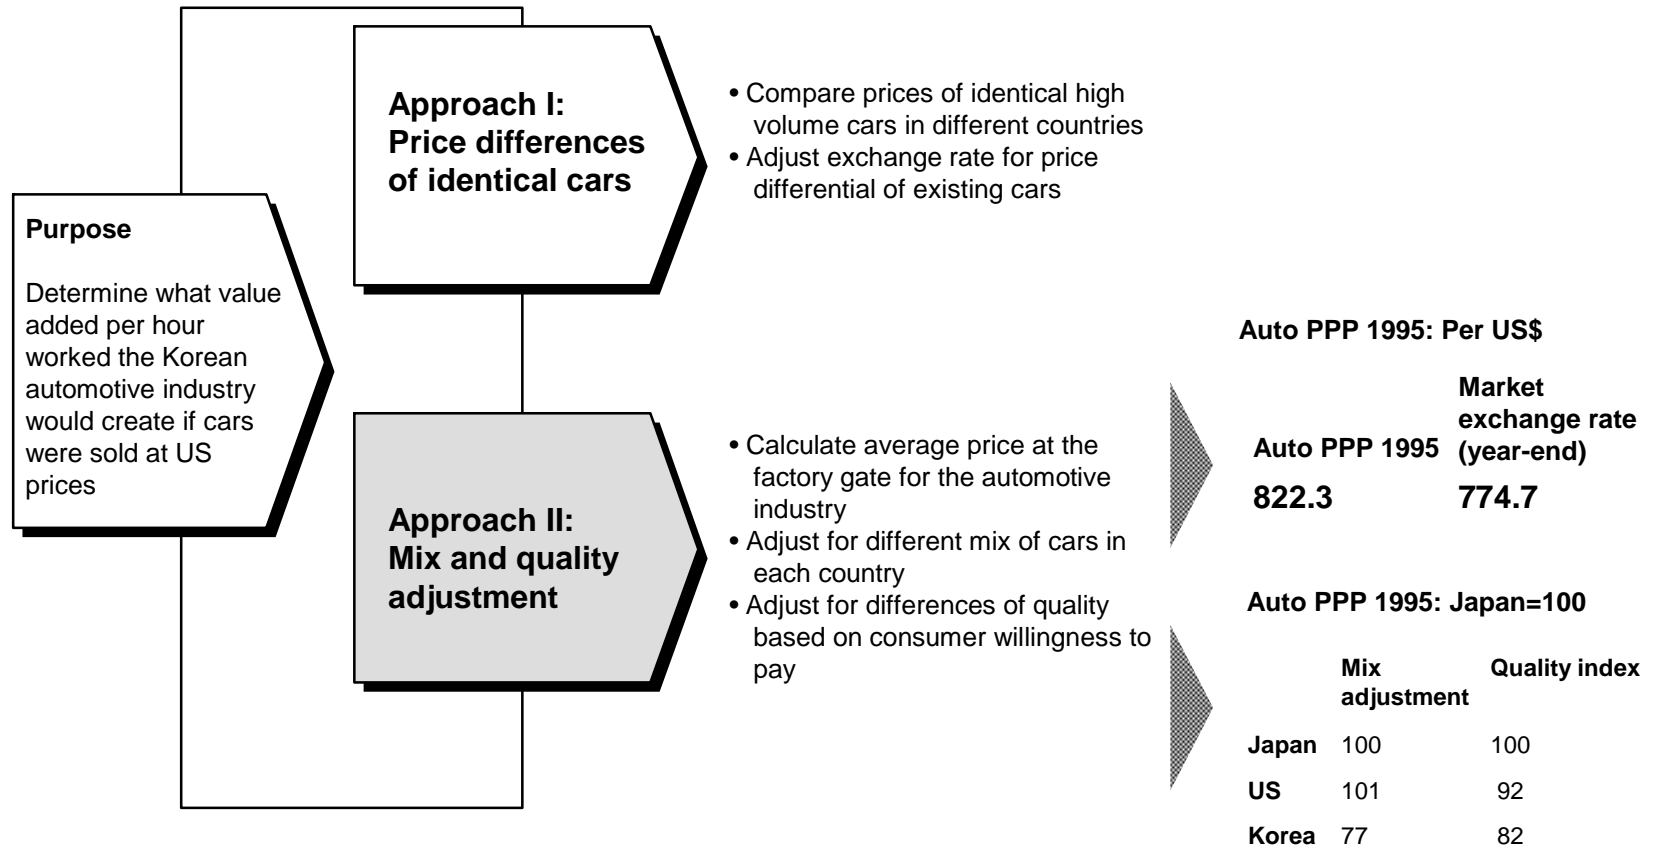 Purpose
Determine what value
added per hour
worked the Korean
automotive industry
would create if cars
were sold at US
prices
Approach I:
Price differences
of identical cars
• Compare prices of identical high
volume cars in different countries
• Adjust exchange rate for price
differential of existing cars
Approach II:
Mix and quality
adjustment
• Calculate average price at the
factory gate for the automotive
industry
• Adjust for different mix of cars in
each country
• Adjust for differences of quality
based on consumer willingness to
pay
Auto PPP 1995: Per US$
Market
exchange rate
Auto PPP 1995 (year-end)
822.3 774.7
Auto PPP 1995: Japan=100
Mix Quality index
adjustment
Japan 100 100
US 101 92
Korea 77 82